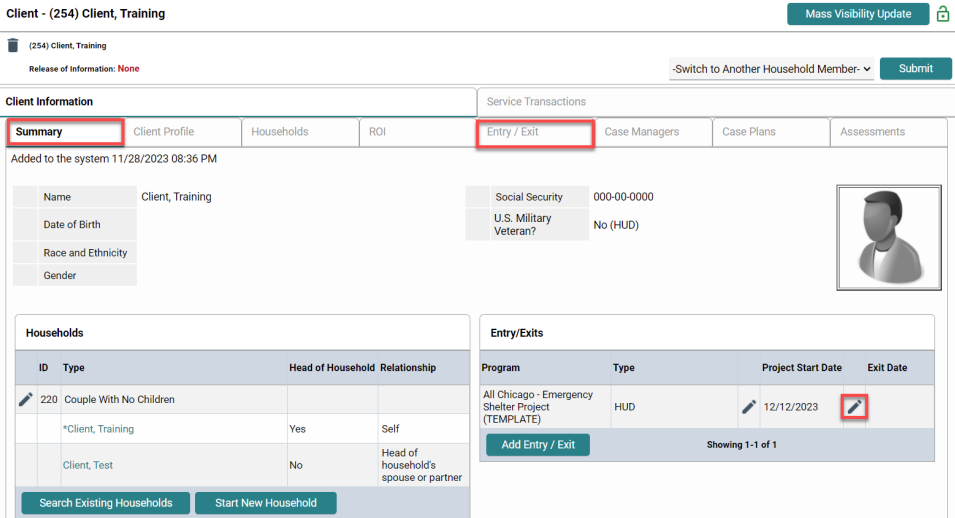 Client - (254) Client, Training
Mass Visibility Update
(254) Client, Training
Release of Information: None
-Switch to Another Household Member-
Submit
Client Information
Service Transactions
Summary
Client Profile
Households
ROI
Entry / Exit
Case Managers
Case Plans
Assessments
Added to the system 11/28/2023 08:36 PM
Name
Client, Training
Date of Birth
Race and Ethnicity
Gender
Social Security
000-00-0000
U.S. Military
Veteran?
No (HUD)
Households
ID Type Head of Household Relationship
220 Couple With No Children
*Client, Training Yes Self
Client, Test No Head of
household's
spouse or partner
Search Existing Households
Start New Household
Entry/Exits
Program Type Project Start Date Exit Date
All Chicago - Emergency
Shelter Project
(TEMPLATE)
HUD
12/12/2023
Add Entry / Exit
Showing 1-1 of 1